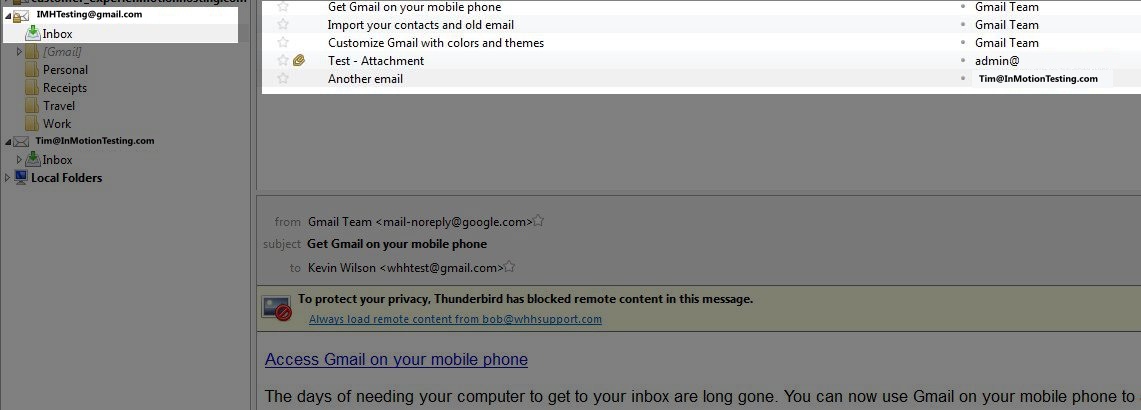 IMHTesting@gmail.com
Inbox
[Gmail]
Personal
Receipts
Travel
Work
Tim@InMotionTesting.com
Inbox
Local Folders
Get Gmail on your mobile phone Gmail Team
Import your contacts and old email Gmail Team
Customize Gmail with colors and themes Gmail Team
Test - Attachment admin@
Another email Tim@InMotionTesting.com
from Gmail Team <mail-noreply@google.com>
subject Get Gmail on your mobile phone
to Kevin Wilson <whhtest@gmail.com>
To protect your privacy, Thunderbird has blocked remote content in this message.
Always load remote content from bob@whhsupport.com
Access Gmail on your mobile phone
The days of needing your computer to get to your inbox are long gone. You can now use Gmail on your mobile phone to